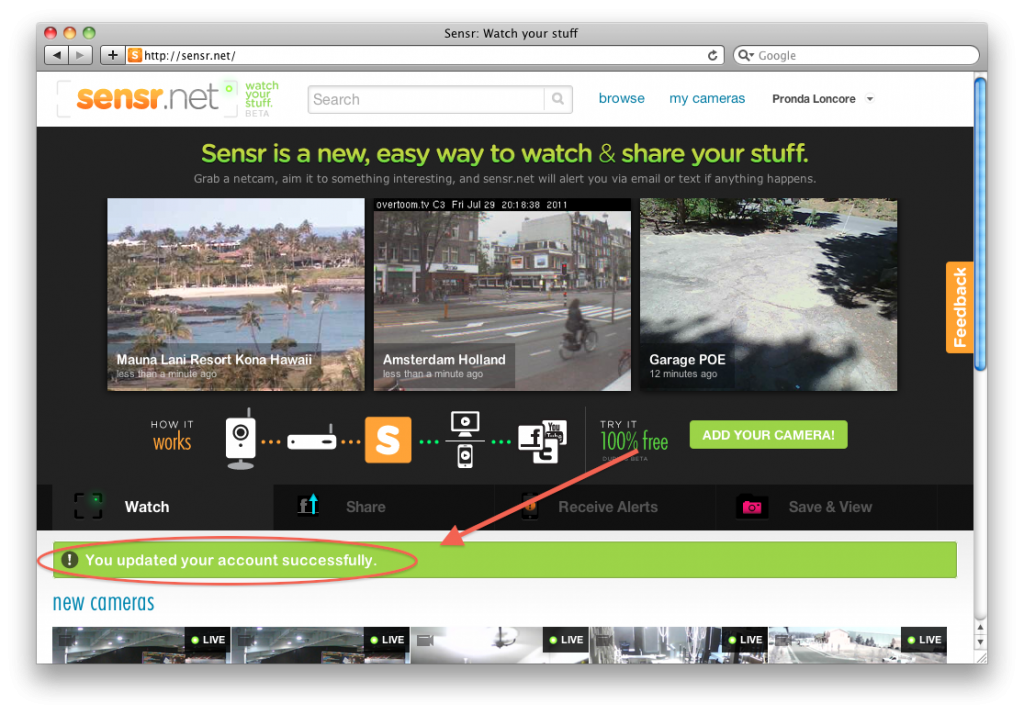 Sensr: Watch your stuff
http://sensr.net/
Google
sensr.net
watch
your
stuff.
BETA
Search
browse
my cameras
Pronda Loncore
Sensr is a new, easy way to watch & share your stuff.
Grab a netcam, aim it to something interesting, and sensr.net will alert you via email or text if anything happens.
overtoom.tv C3 Fri Jul 29 20:18:38 2011
Mauna Lani Resort Kona Hawaii
less than a minute ago
Amsterdam Holland
less than a minute ago
Garage POE
12 minutes ago
Feedback
HOW IT
works
S
f
You
Tube
t
TRY IT
100% free
BETA
ADD YOUR CAMERA!
Watch
Share
Receive Alerts
Save & View
You updated your account successfully.
new cameras
LIVE
LIVE
LIVE
LIVE
LIVE